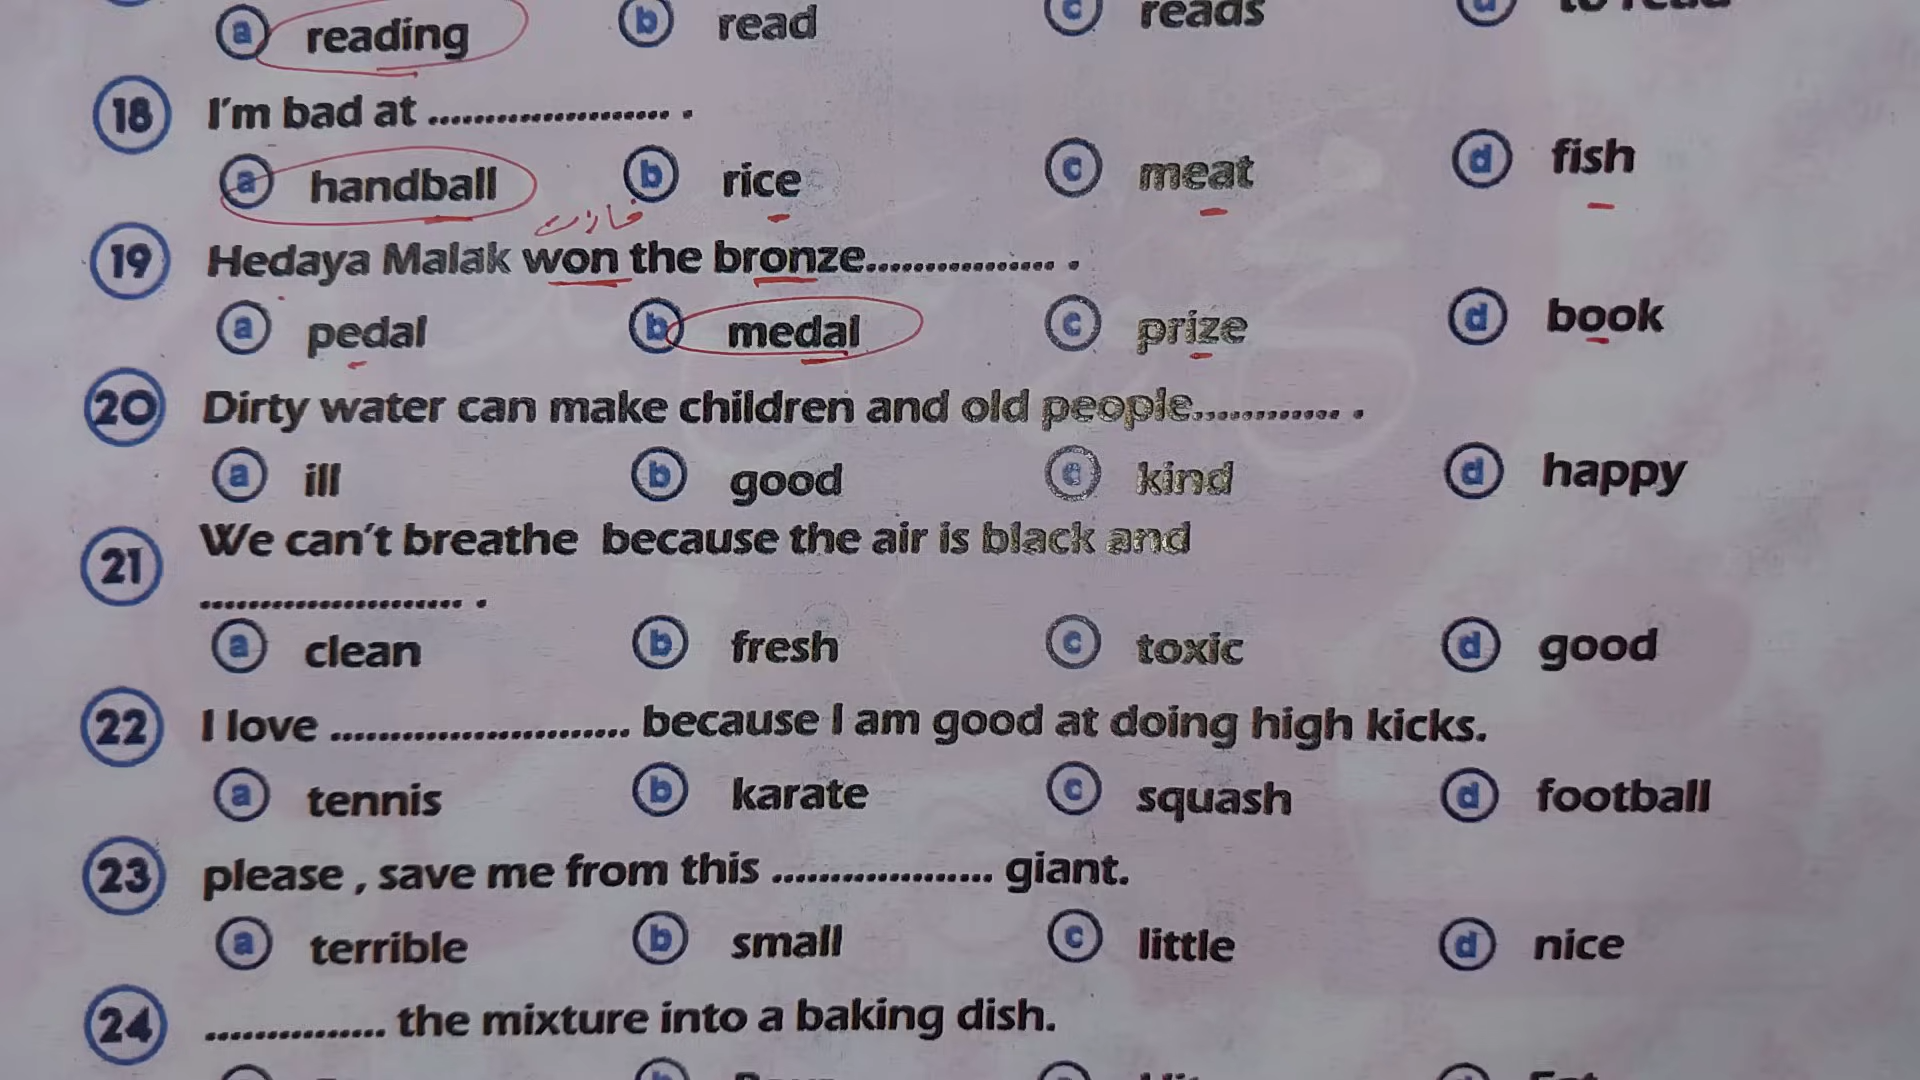 a reading b read c reads d to read
18 I'm bad at .................... .
a handball b rice c meat d fish
فازت
19 Hedaya Malak won the bronze................ .
a pedal b medal c prize d book
20 Dirty water can make children and old people............ .
a ill b good c kind d happy
21 We can't breathe because the air is black and
...................... .
a clean b fresh c toxic d good
22 I love ......................... because I am good at doing high kicks.
a tennis b karate c squash d football
23 please , save me from this ................... giant.
a terrible b small c little d nice
24 ............... the mixture into a baking dish.